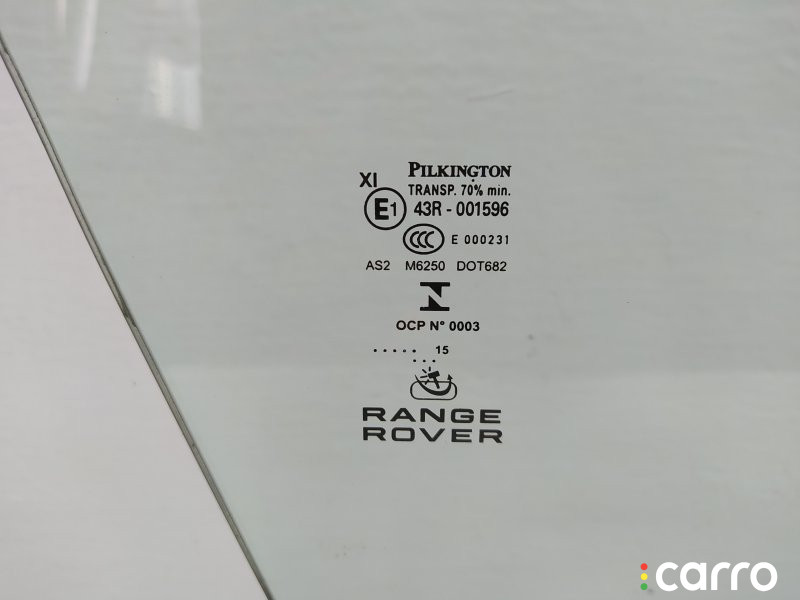 PILKINGTON
XI
TRANSP. 70% min.
E1 43R - 001596
CCC E 000231
AS2 M6250 DOT682
N
OCP N° 0003
..... 15
...
RANGE
ROVER
carro